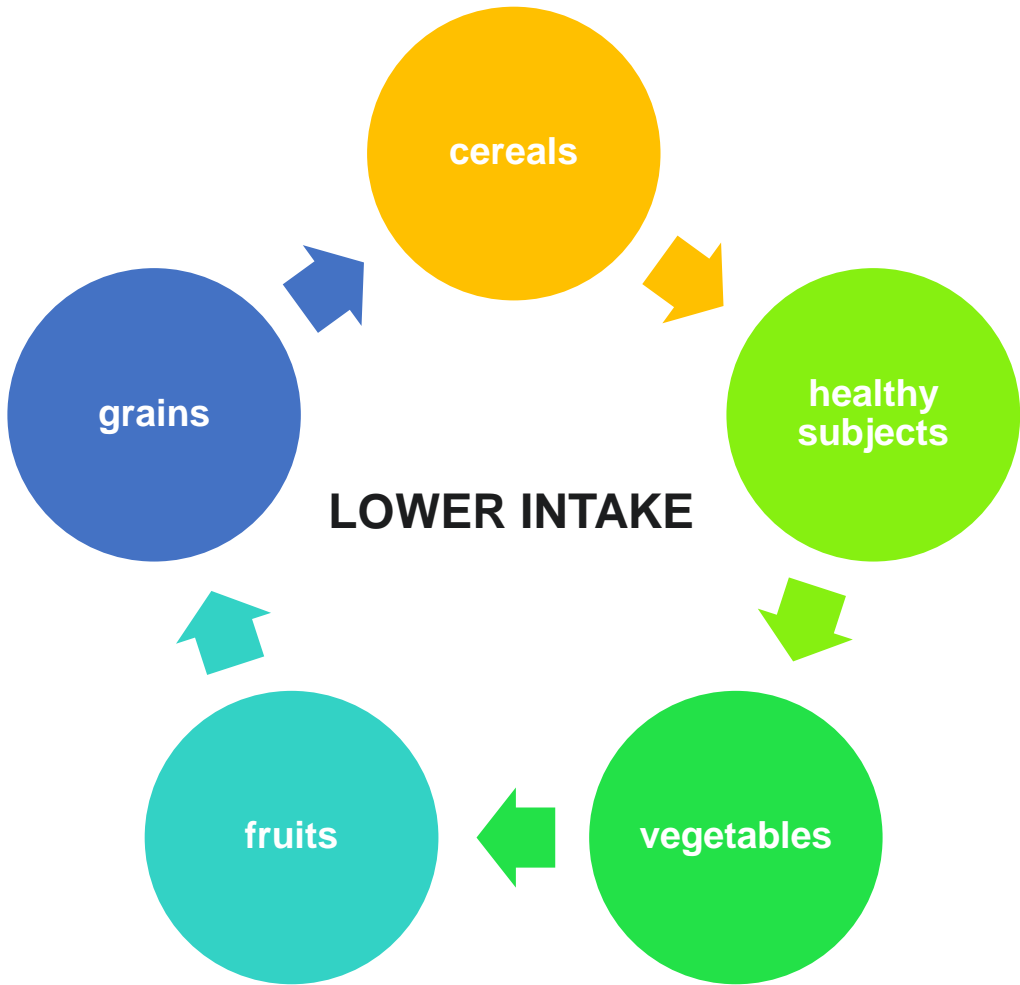 cereals
healthy
subjects
grains
LOWER INTAKE
fruits
vegetables